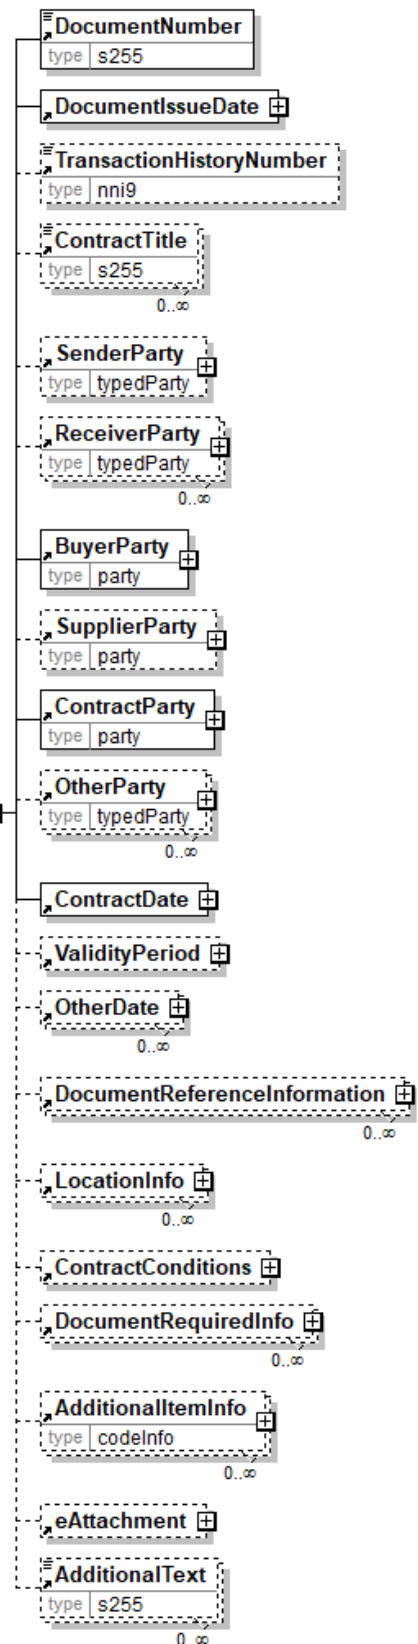 DocumentNumber
type s255
DocumentIssueDate
TransactionHistoryNumber
type nni9
ContractTitle
type s255
0..∞
SenderParty
type typedParty
ReceiverParty
type typedParty
0..∞
BuyerParty
type party
SupplierParty
type party
ContractParty
type party
OtherParty
type typedParty
0..∞
ContractDate
ValidityPeriod
OtherDate
0..∞
DocumentReferenceInformation
0..∞
LocationInfo
0..∞
ContractConditions
DocumentRequiredInfo
0..∞
AdditionalItemInfo
type codeInfo
0..∞
eAttachment
AdditionalText
type s255
0..∞